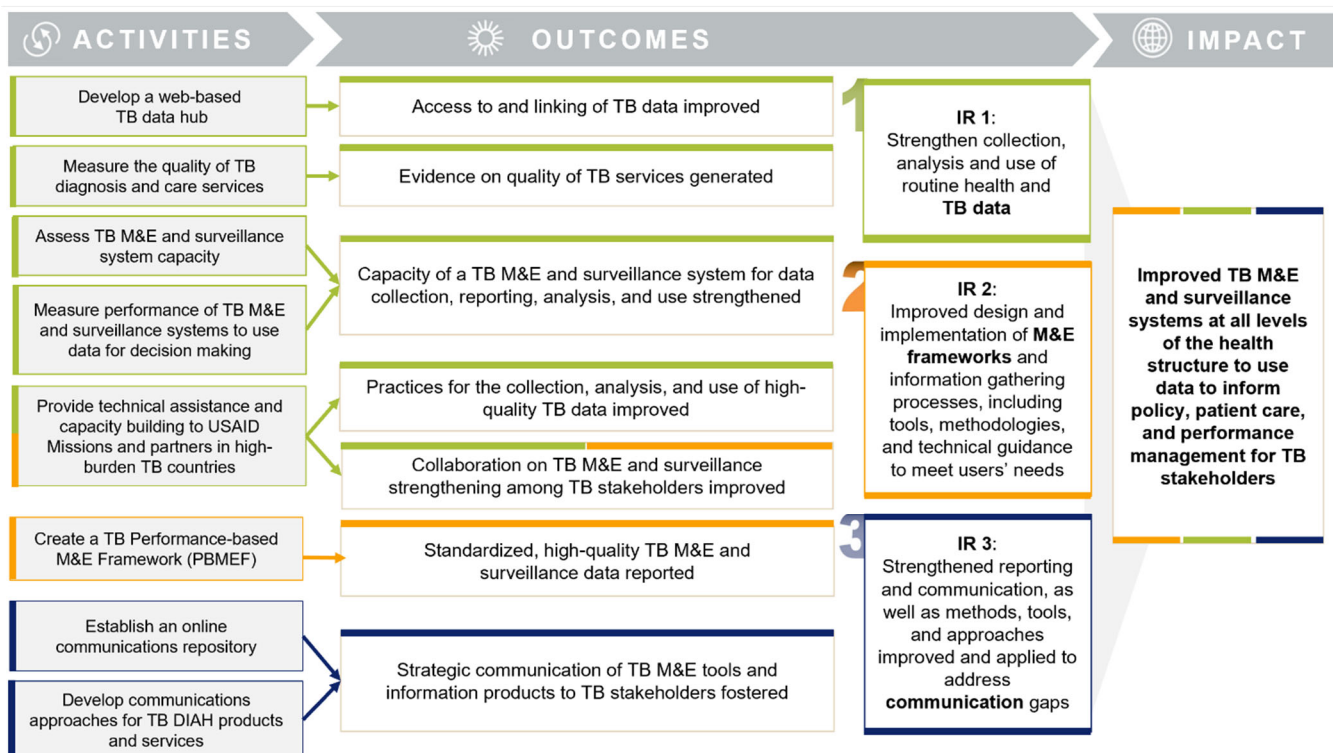 ACTIVITIES
OUTCOMES
IMPACT
Develop a web-based
TB data hub
Measure the quality of TB
diagnosis and care services
Assess TB M&E and surveillance
system capacity
Measure performance of TB M&E
and surveillance systems to use
data for decision making
Provide technical assistance and
capacity building to USAID
Missions and partners in high-
burden TB countries
Create a TB Performance-based
M&E Framework (PBMEF)
Establish an online
communications repository
Develop communications
approaches for TB DIAH products
and services
Access to and linking of TB data improved
Evidence on quality of TB services generated
Capacity of a TB M&E and surveillance system for data
collection, reporting, analysis, and use strengthened
Practices for the collection, analysis, and use of high-
quality TB data improved
Collaboration on TB M&E and surveillance
strengthening among TB stakeholders improved
Standardized, high-quality TB M&E and
surveillance data reported
Strategic communication of TB M&E tools and
information products to TB stakeholders fostered
1
IR 1:
Strengthen collection,
analysis and use of
routine health and
TB data
2
IR 2:
Improved design and
implementation of M&E
frameworks and
information gathering
processes, including
tools, methodologies,
and technical guidance
to meet users' needs
3
IR 3:
Strengthened reporting
and communication, as
well as methods, tools,
and approaches
improved and applied to
address
communication gaps
Improved TB M&E
and surveillance
systems at all levels
of the health
structure to use
data to inform
policy, patient care,
and performance
management for TB
stakeholders